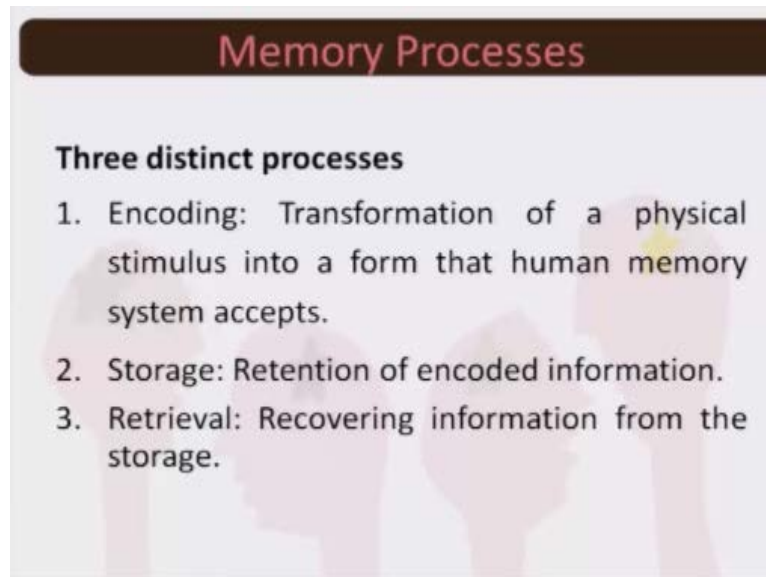 Memory Processes
Three distinct processes
1. Encoding: Transformation of a physical
stimulus into a form that human memory
system accepts.
2. Storage: Retention of encoded information.
3. Retrieval: Recovering information from the
storage.